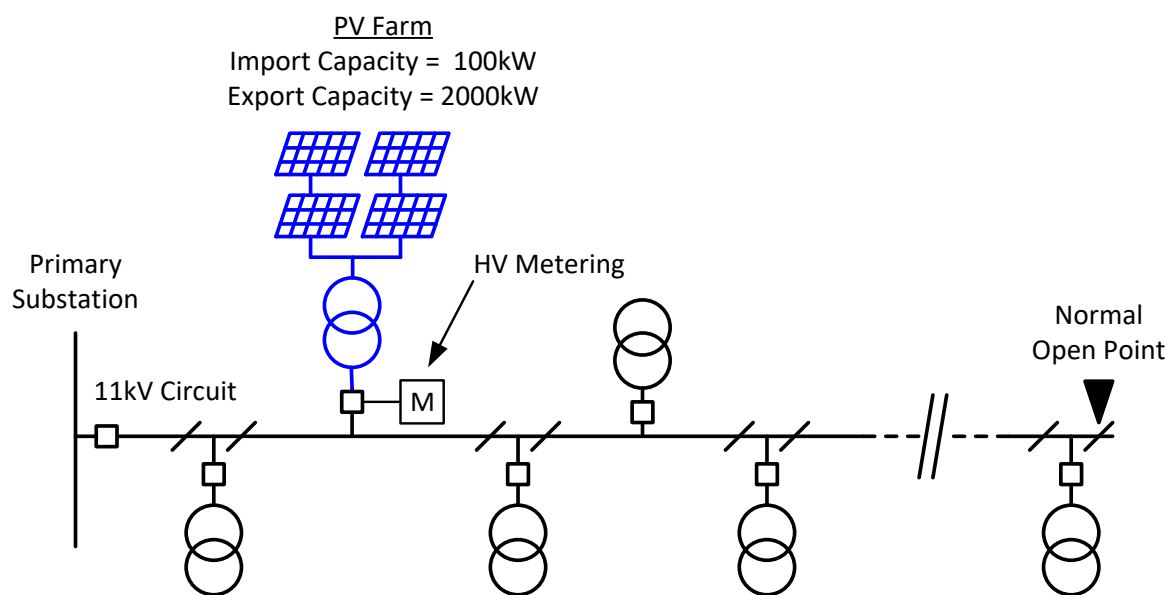 PV Farm
Import Capacity = 100kW
Export Capacity = 2000kW
Primary
Substation
HV Metering
Normal
Open Point
11kV Circuit
M